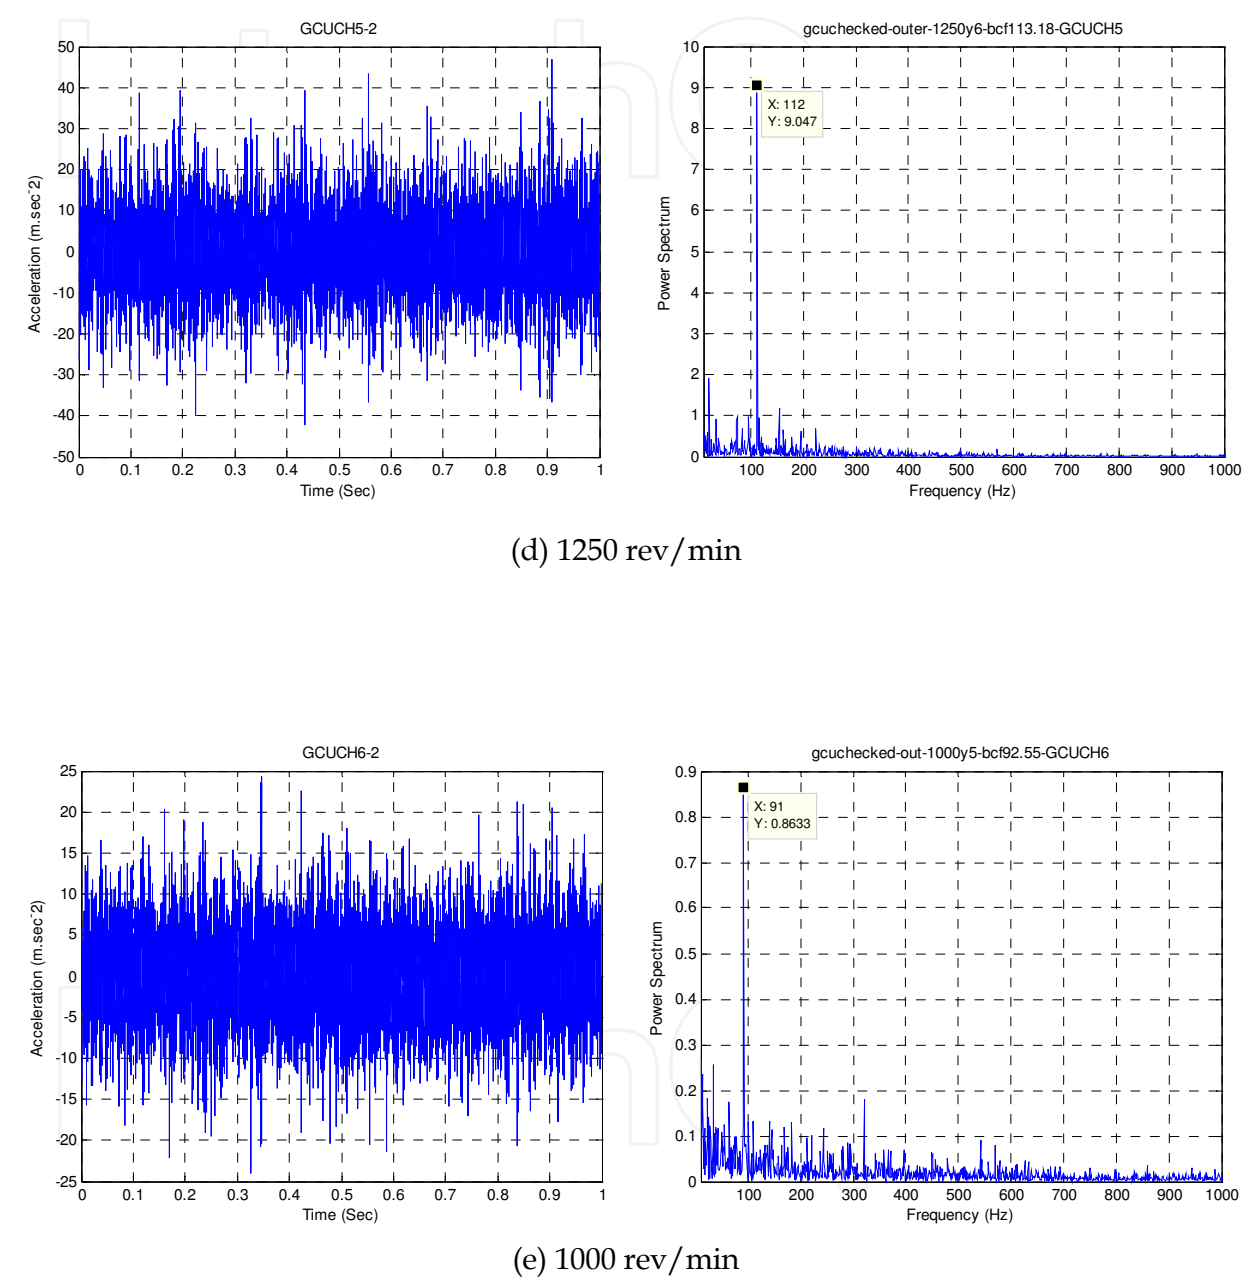 GCUCH5-2
50
40
30
20
10
0
-10
-20
-30
-40
-50
0 0.1 0.2 0.3 0.4 0.5 0.6 0.7 0.8 0.9 1
Time (Sec)
Acceleration (m.sec-2)
gcuchecked-outer-1250y6-bcf113.18-GCUCH5
10
9
8
7
6
5
4
3
2
1
0
X: 112
Y: 9.047
100 200 300 400 500 600 700 800 900 1000
Frequency (Hz)
Power Spectrum
(d) 1250 rev/min
GCUCH6-2
25
20
15
10
5
0
-5
-10
-15
-20
-25
0 0.1 0.2 0.3 0.4 0.5 0.6 0.7 0.8 0.9 1
Time (Sec)
Acceleration (m.sec-2)
gcuchecked-out-1000y5-bcf92.55-GCUCH6
0.9
0.8
0.7
0.6
0.5
0.4
0.3
0.2
0.1
0
X: 91
Y: 0.8633
100 200 300 400 500 600 700 800 900 1000
Frequency (Hz)
Power Spectrum
(e) 1000 rev/min